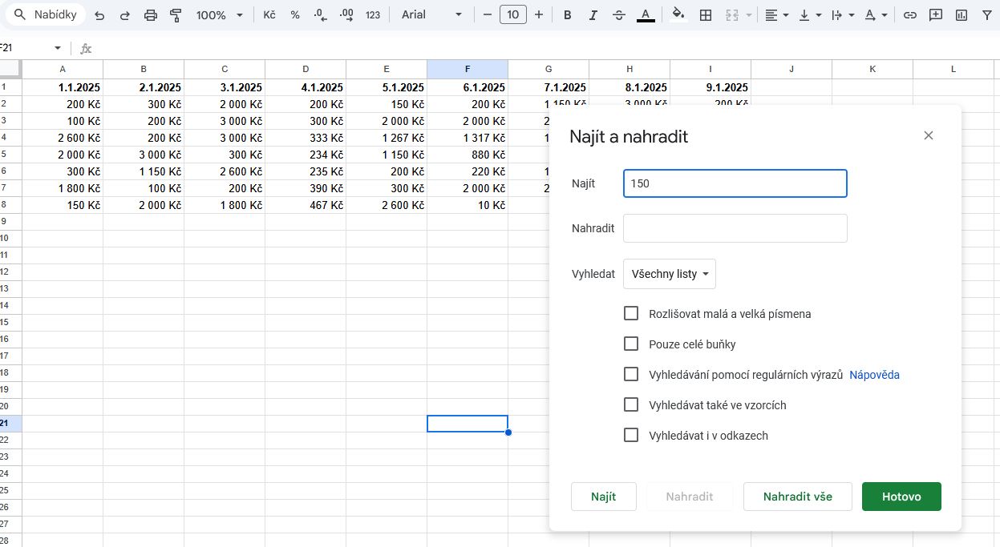 Nabídky 100% Kč % .0 .00 123 Arial 10 B I A
F21 fx
A B C D E F G H I J K L
1 1.1.2025 2.1.2025 3.1.2025 4.1.2025 5.1.2025 6.1.2025 7.1.2025 8.1.2025 9.1.2025
2 200 Kč 300 Kč 2 000 Kč 200 Kč 150 Kč 200 Kč 1 150 Kč 3 000 Kč 200 Kč
3 100 Kč 200 Kč 3 000 Kč 300 Kč 2 000 Kč 2 000 Kč 2
4 2 600 Kč 200 Kč 3 000 Kč 333 Kč 1 267 Kč 1 317 Kč 1
5 2 000 Kč 3 000 Kč 300 Kč 234 Kč 1 150 Kč 880 Kč
6 300 Kč 1 150 Kč 2 600 Kč 235 Kč 200 Kč 220 Kč 1
7 1 800 Kč 100 Kč 200 Kč 390 Kč 300 Kč 2 000 Kč 2
8 150 Kč 2 000 Kč 1 800 Kč 467 Kč 2 600 Kč 10 Kč
9
10
11
12
13
14
15
16
17
18
19
20
21
22
23
24
25
26
27
28
Najít a nahradit
Najít 150
Nahradit
Vyhledat Všechny listy
Rozlišovat malá a velká písmena
Pouze celé buňky
Vyhledávání pomocí regulárních výrazů Nápověda
Vyhledávat také ve vzorcích
Vyhledávat i v odkazech
Najít Nahradit Nahradit vše Hotovo